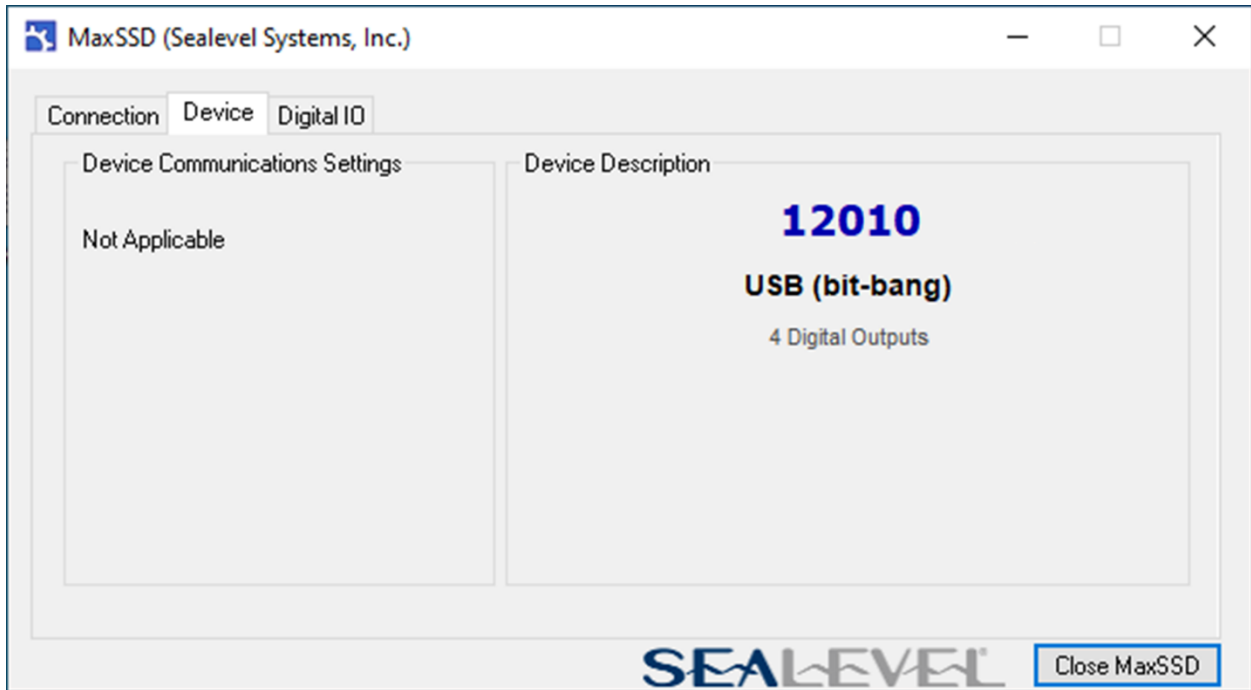 MaxSSD (Sealevel Systems, Inc.)
Connection Device Digital IO
Device Communications Settings
Not Applicable
Device Description
12010
USB (bit-bang)
4 Digital Outputs
SEALEVEL®
Close MaxSSD